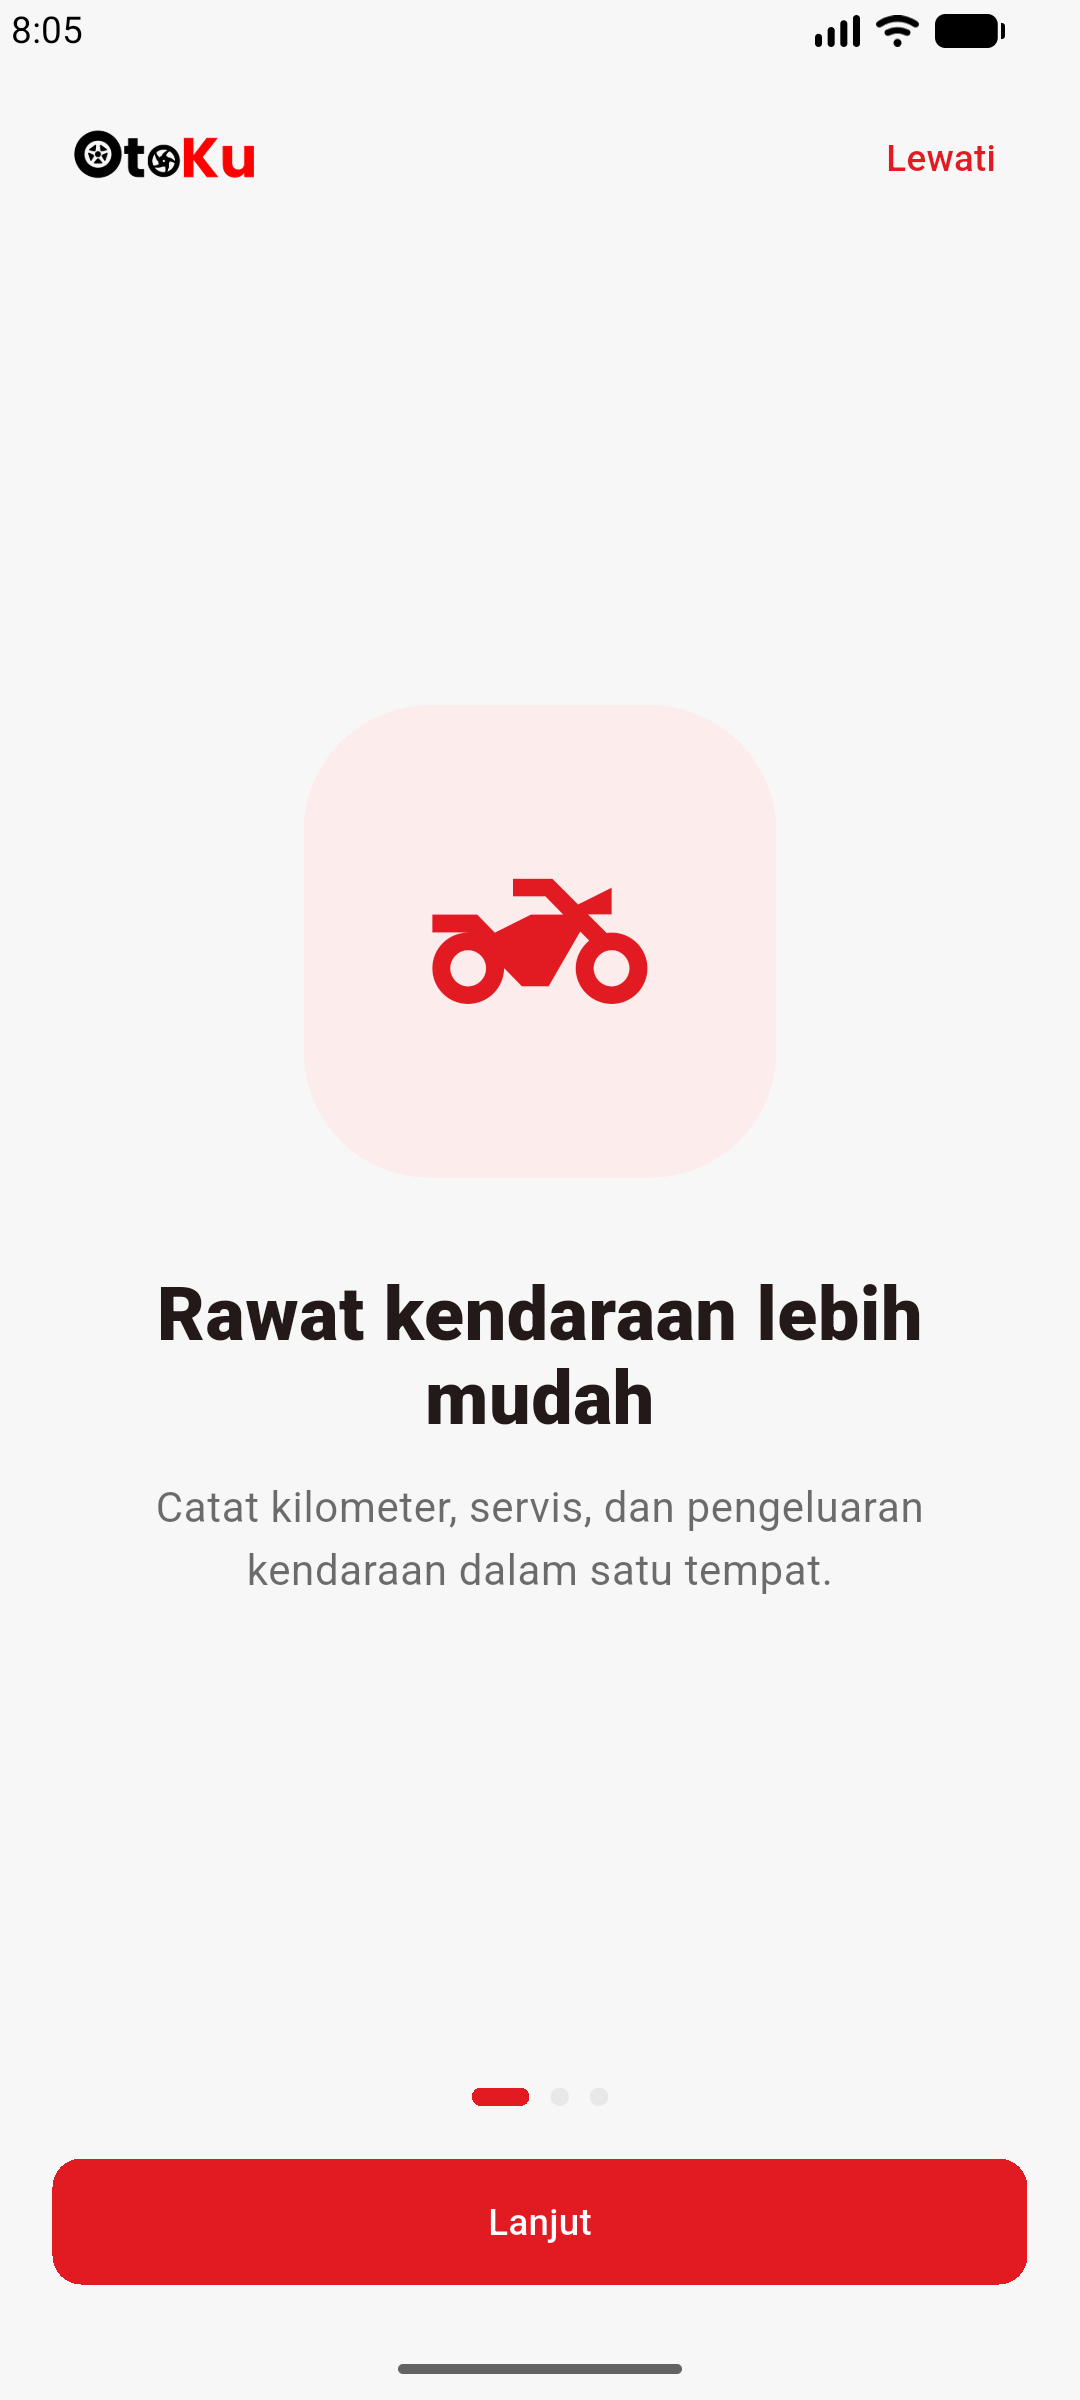 8:05
OtoKu
Lewati
Rawat kendaraan lebih
mudah
Catat kilometer, servis, dan pengeluaran
kendaraan dalam satu tempat.
Lanjut